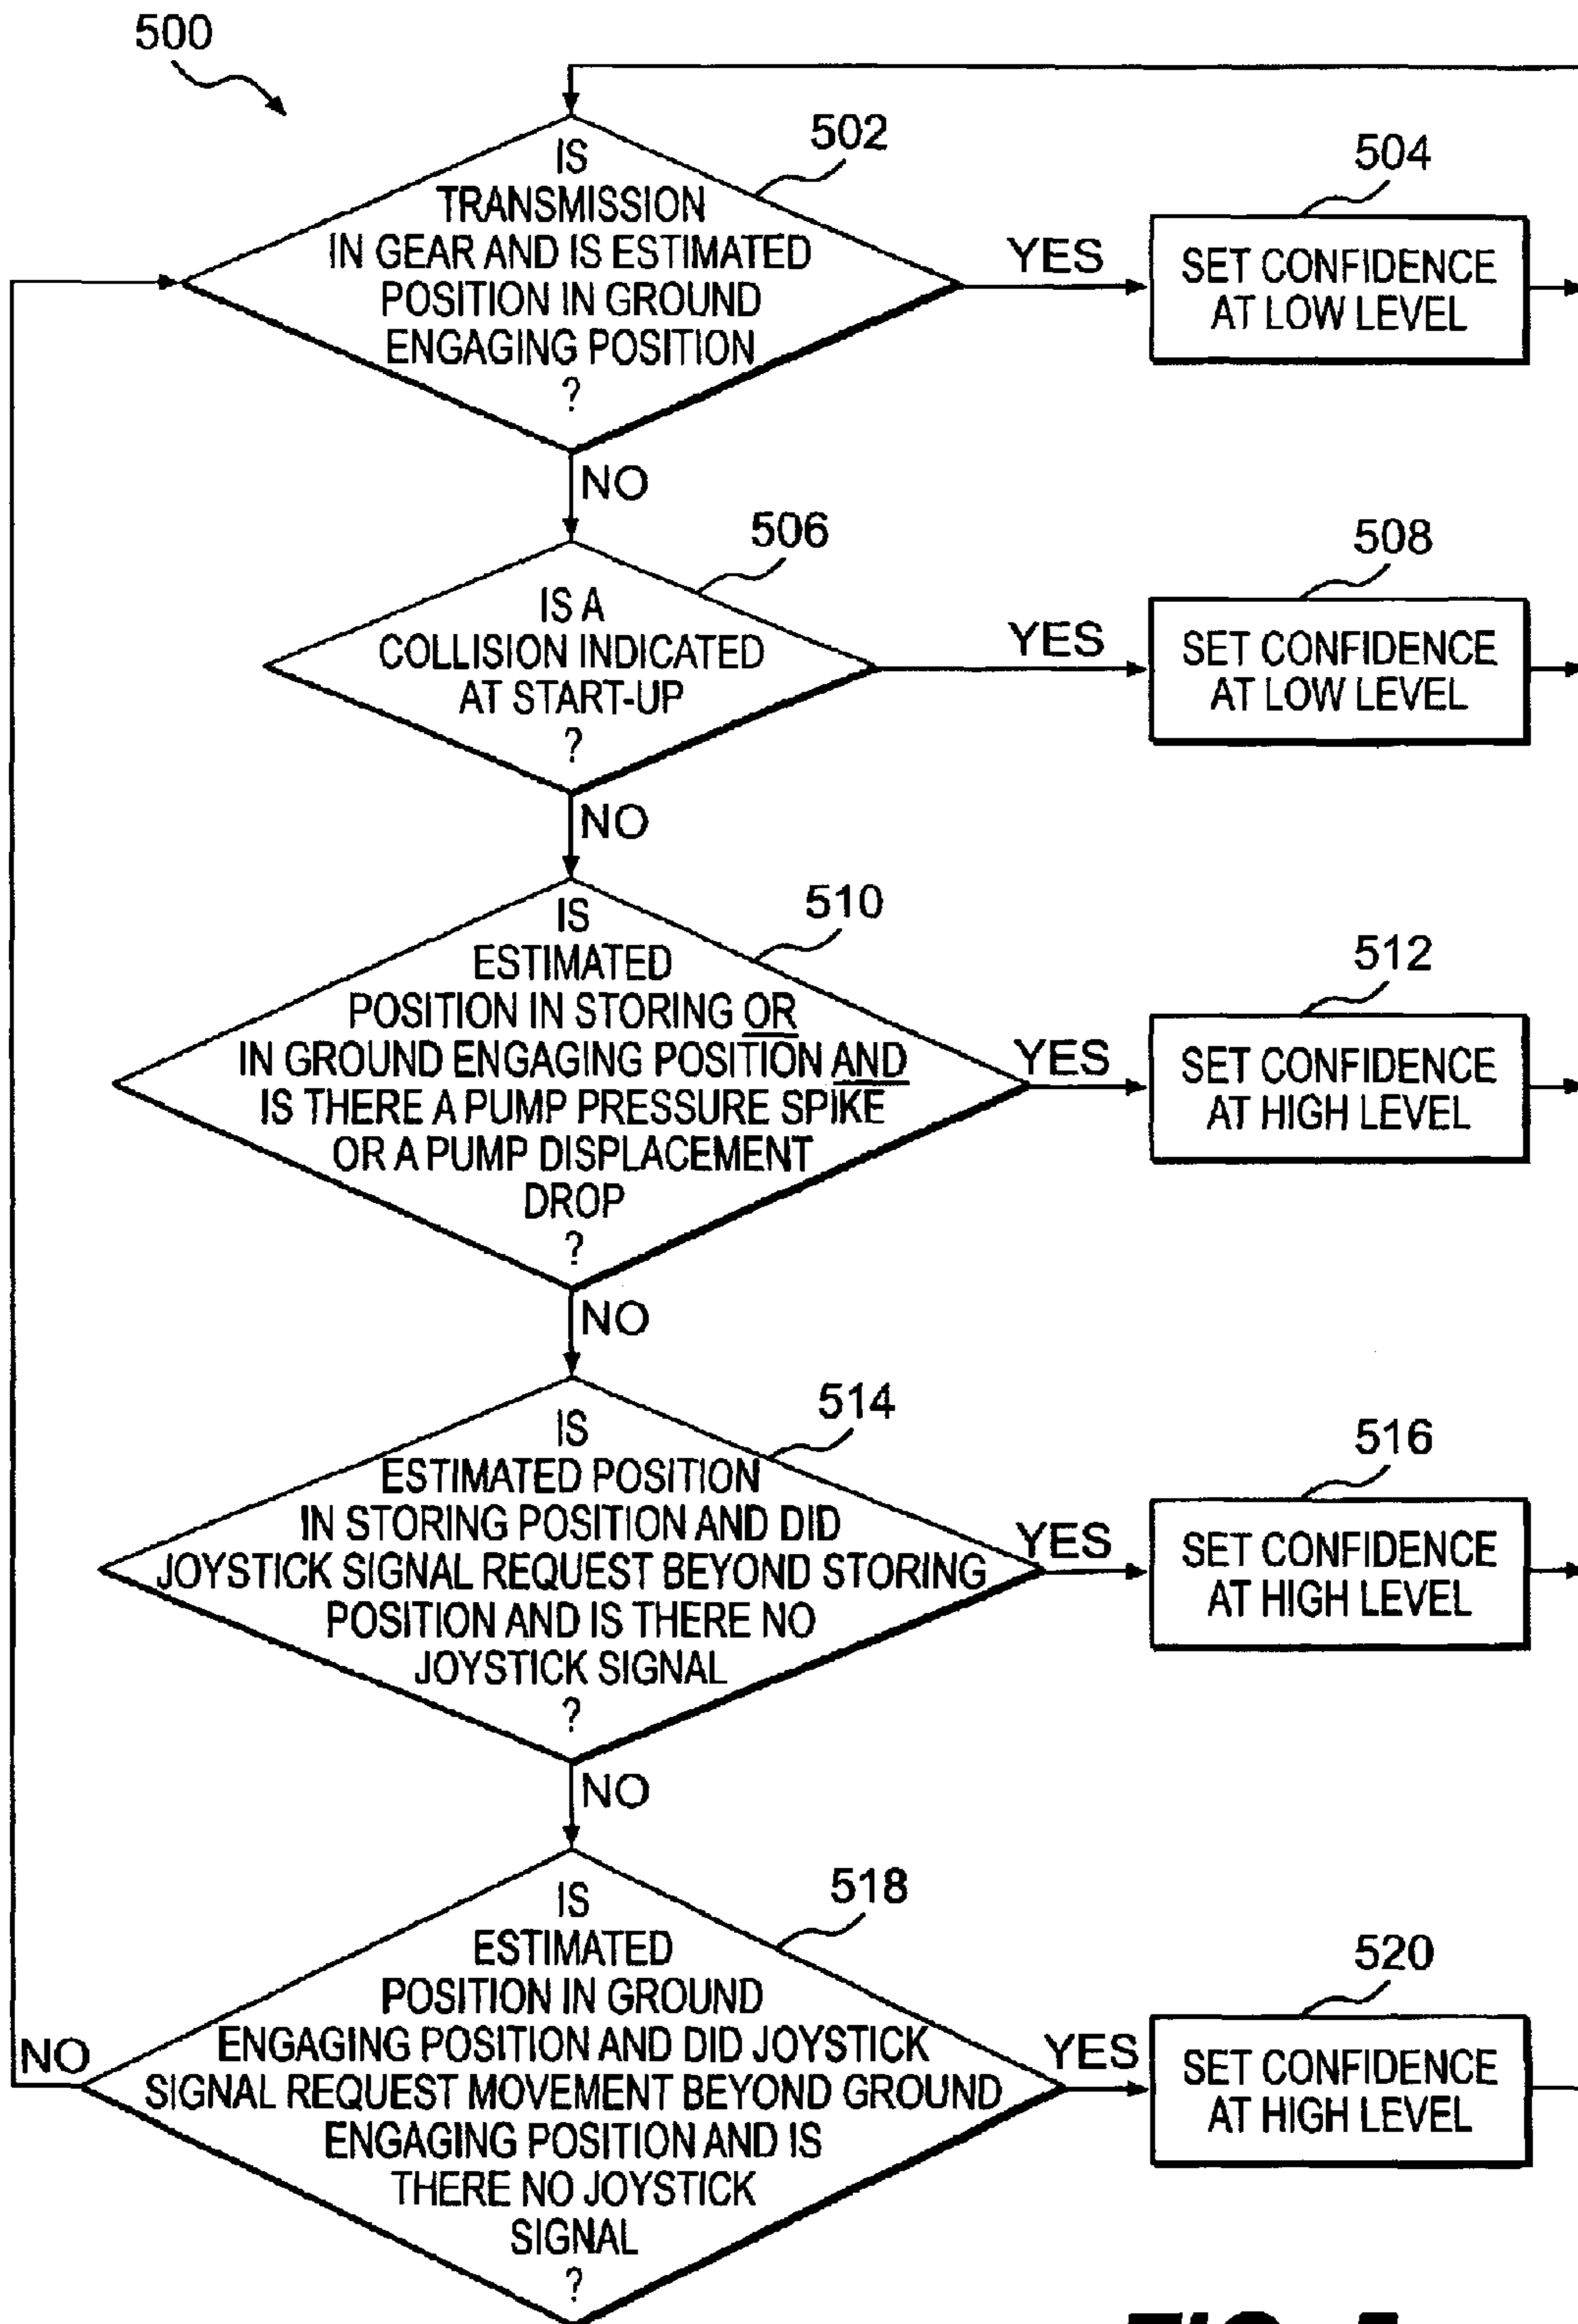 500
502
IS
TRANSMISSION
IN GEAR AND IS ESTIMATED
POSITION IN GROUND
ENGAGING POSITION
?
YES
504
SET CONFIDENCE
AT LOW LEVEL
NO
506
IS A
COLLISION INDICATED
AT START-UP
?
YES
508
SET CONFIDENCE
AT LOW LEVEL
NO
510
IS
ESTIMATED
POSITION IN STORING OR
IN GROUND ENGAGING POSITION AND
IS THERE A PUMP PRESSURE SPIKE
OR A PUMP DISPLACEMENT
DROP
?
YES
512
SET CONFIDENCE
AT HIGH LEVEL
NO
514
IS
ESTIMATED POSITION
IN STORING POSITION AND DID
JOYSTICK SIGNAL REQUEST BEYOND STORING
POSITION AND IS THERE NO
JOYSTICK SIGNAL
?
YES
516
SET CONFIDENCE
AT HIGH LEVEL
NO
518
IS
ESTIMATED
POSITION IN GROUND
ENGAGING POSITION AND DID JOYSTICK
SIGNAL REQUEST MOVEMENT BEYOND GROUND
ENGAGING POSITION AND IS
THERE NO JOYSTICK
SIGNAL
?
NO
YES
520
SET CONFIDENCE
AT HIGH LEVEL